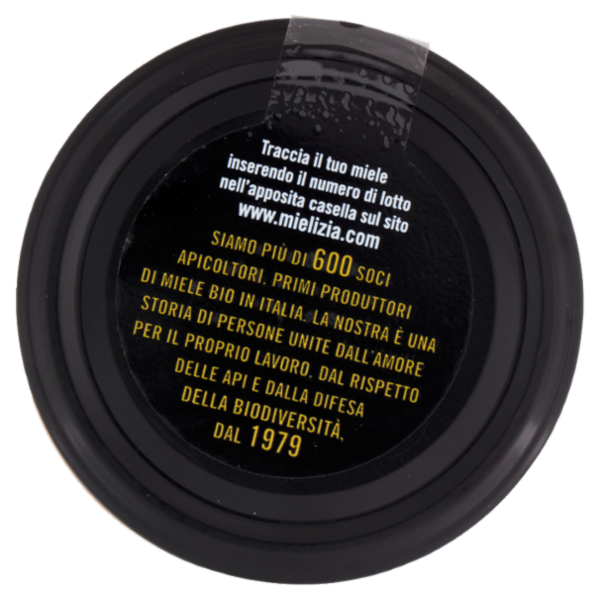 Traccia il tuo miele
inserendo il numero di lotto
nell'apposita casella sul sito
www.mielizia.com
SIAMO PIÙ DI 600 SOCI
APICOLTORI, PRIMI PRODUTTORI
DI MIELE BIO IN ITALIA. LA NOSTRA È UNA
STORIA DI PERSONE UNITE DALL'AMORE
PER IL PROPRIO LAVORO, DAL RISPETTO
DELLE API E DALLA DIFESA
DELLA BIODIVERSITÀ,
DAL 1979